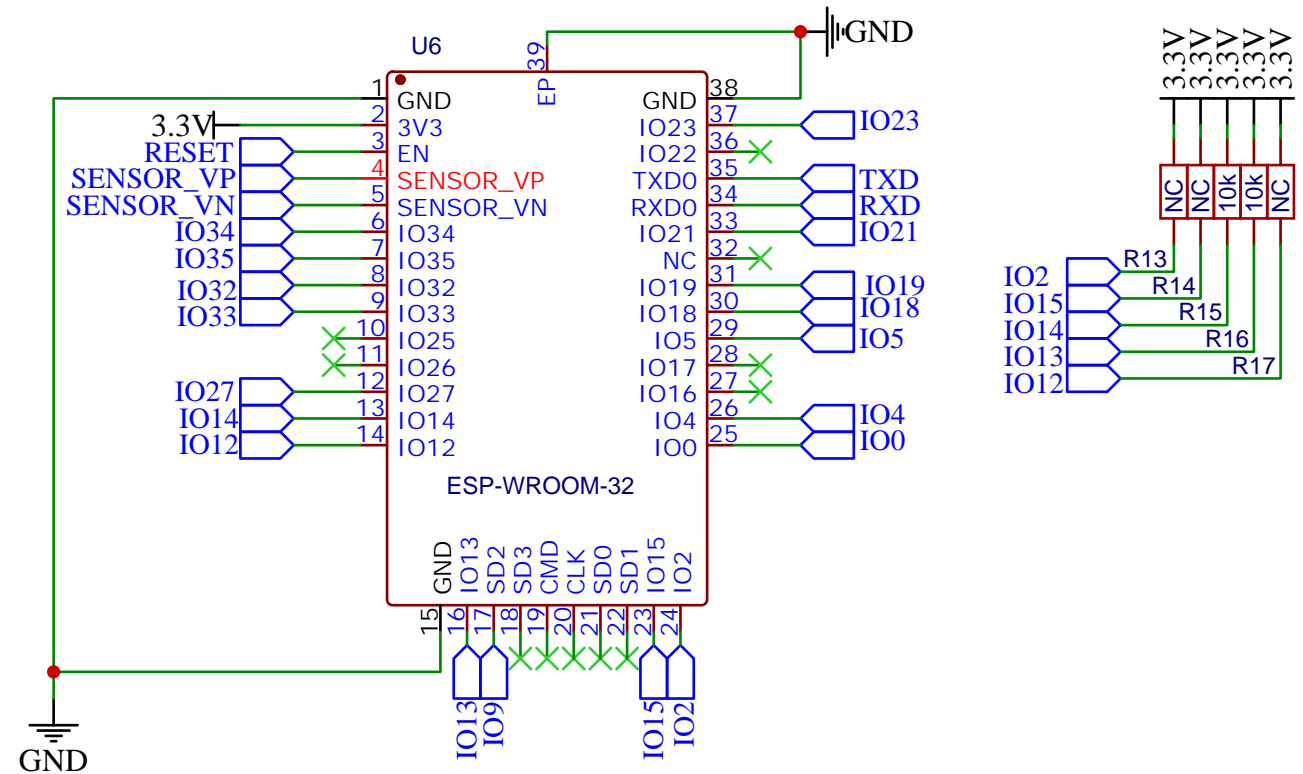 U6
ESP-WROOM-32
39
EP
GND
1 GND
3.3V 2 3V3
RESET 3 EN
SENSOR_VP 4 SENSOR_VP
SENSOR_VN 5 SENSOR_VN
IO34 6 IO34
IO35 7 IO35
IO32 8 IO32
IO33 9 IO33
10 IO25
11 IO26
IO27 12 IO27
IO14 13 IO14
IO12 14 IO12
GND 38
IO23 37 IO23
IO22 36
TXD0 35 TXD
RXD0 34 RXD
IO21 33 IO21
NC 32
IO19 31 IO19
IO18 30 IO18
IO5 29 IO5
IO17 28
IO16 27
IO4 26 IO4
IO0 25 IO0
GND 15
IO13 16 IO13
SD2 17 IO9
SD3 18
CMD 19
CLK 20
SD0 21
SD1 22
IO15 23 IO15
IO2 24 IO2
GND
3.3V 3.3V 3.3V 3.3V 3.3V
NC NC 10k 10k NC
IO2 R13
IO15 R14
IO14 R15
IO13 R16
IO12 R17